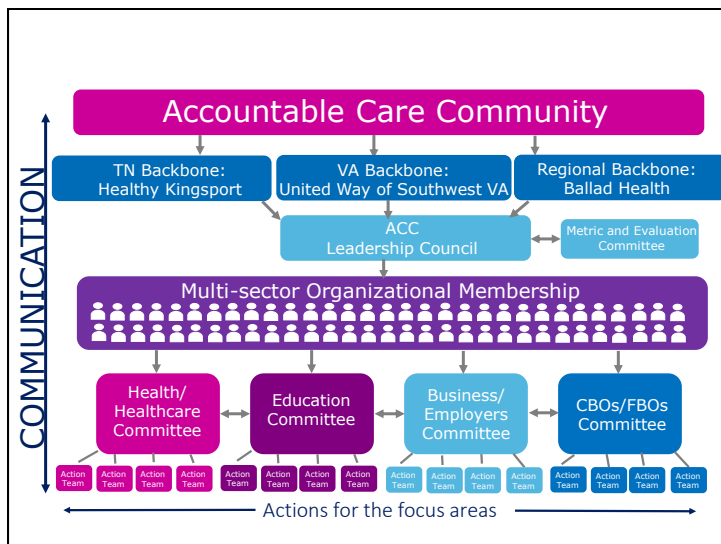 Accountable Care Community
TN Backbone:
Healthy Kingsport
VA Backbone:
United Way of Southwest VA
Regional Backbone:
Ballad Health
ACC
Leadership Council
Metric and Evaluation
Committee
Multi-sector Organizational Membership
Health/
Healthcare
Committee
Education
Committee
Business/
Employers
Committee
CBOs/FBOs
Committee
Action
Team
Action
Team
Action
Team
Action
Team
Action
Team
Action
Team
Action
Team
Action
Team
Action
Team
Action
Team
Action
Team
Action
Team
Action
Team
Action
Team
Action
Team
Action
Team
Actions for the focus areas
COMMUNICATION